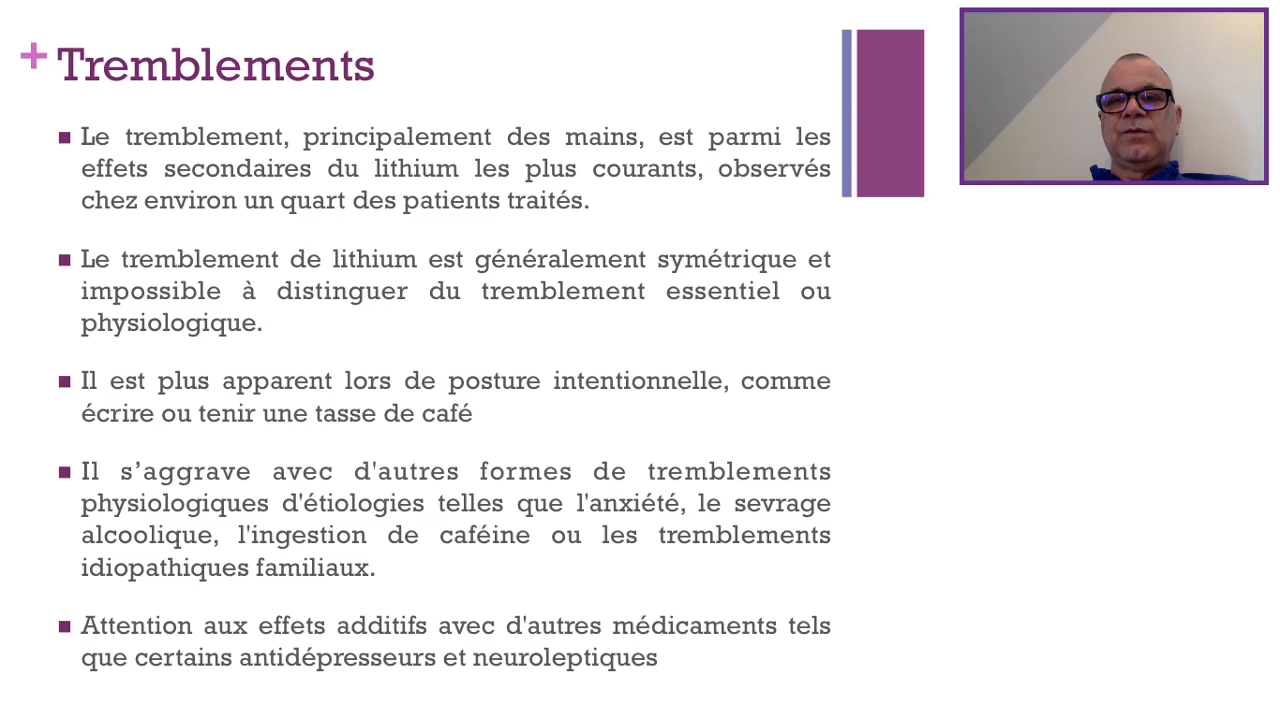 + Tremblements
■ Le tremblement, principalement des mains, est parmi les
effets secondaires du lithium les plus courants, observés
chez environ un quart des patients traités.
■ Le tremblement de lithium est généralement symétrique et
impossible à distinguer du tremblement essentiel ou
physiologique.
■ Il est plus apparent lors de posture intentionnelle, comme
écrire ou tenir une tasse de café
■ Il s’aggrave avec d'autres formes de tremblements
physiologiques d'étiologies telles que l'anxiété, le sevrage
alcoolique, l'ingestion de caféine ou les tremblements
idiopathiques familiaux.
■ Attention aux effets additifs avec d'autres médicaments tels
que certains antidépresseurs et neuroleptiques